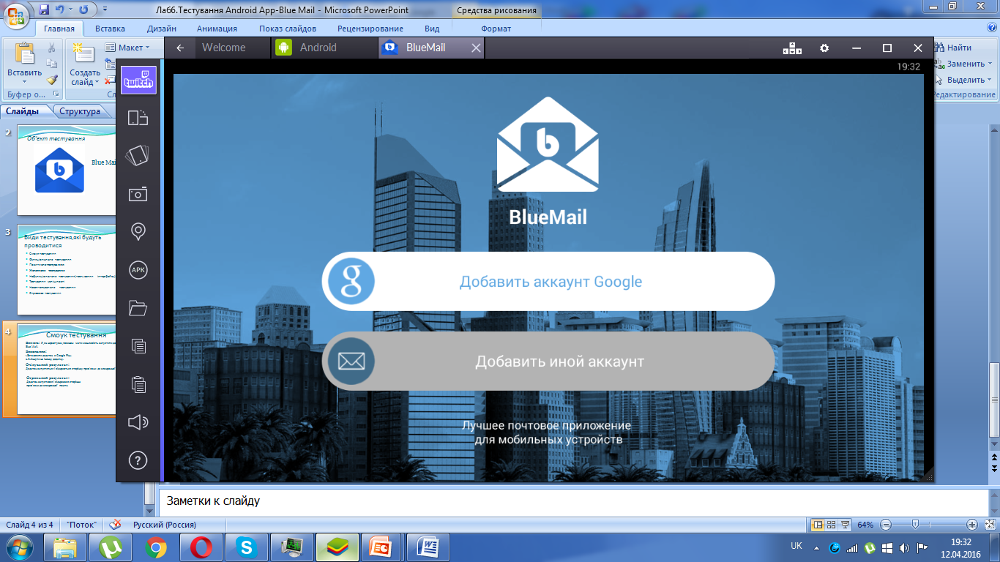 Лаб6.Тестування Android App-Blue Mail - Microsoft PowerPoint
Средства рисования
Главная
Вставка
Дизайн
Анимация
Показ слайдов
Рецензирование
Вид
Формат
Вставить
Буфер о...
Создать
слайд
Макет
Сл
Найти
Заменить
Выделить
Редактирование
Welcome
Android
BlueMail
19:32
Слайды
Структура
twitch
APK
2
Об'ект тестування
b
Blue Mai
3
Види тестування,які будуть
проводитися
4
Смоук тестування
b
BlueMail
g
Добавить аккаунт Google
Добавить иной аккаунт
Лучшее почтовое приложение
для мобильных устройств
Заметки к слайду
Слайд 4 из 4
"Поток"
Русский (Россия)
64%
UK
19:32
12.04.2016